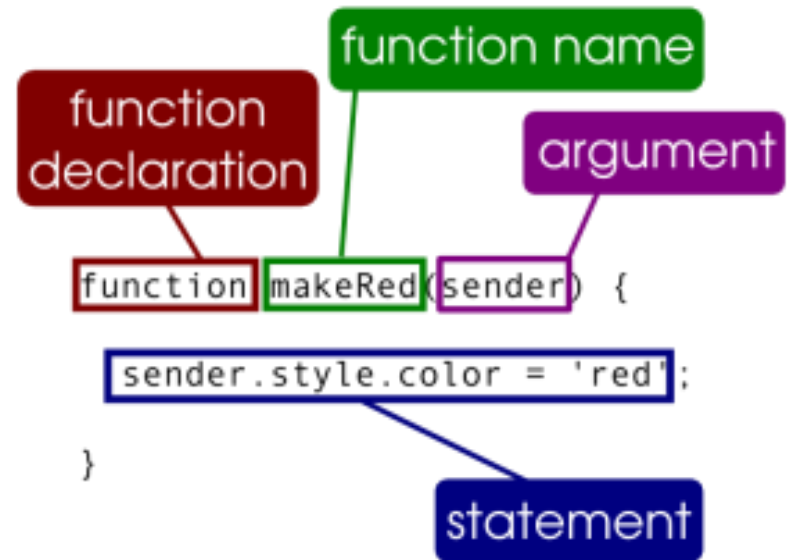 function name
function
declaration
argument
function makeRed(sender) {
sender.style.color = 'red';
}
statement